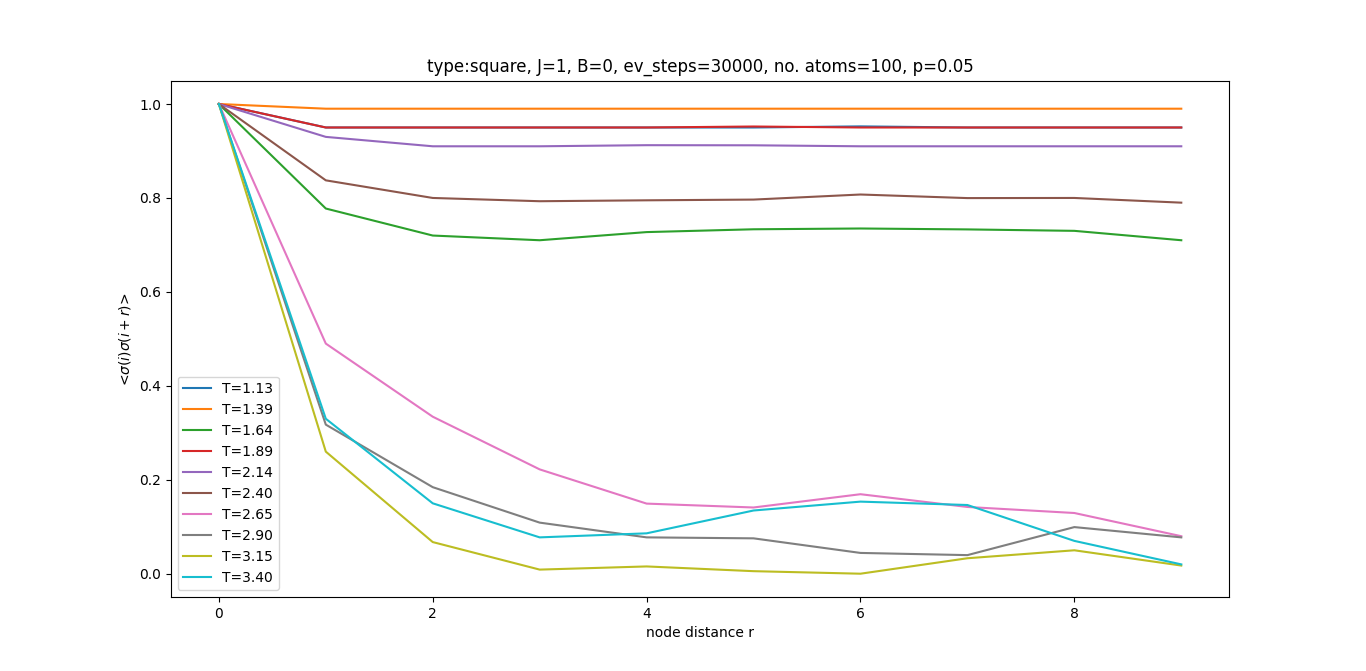 type:square, J=1, B=0, ev_steps=30000, no. atoms=100, p=0.05
<σ(i)σ(i + r)>
1.0
0.8
0.6
0.4
0.2
0.0
T=1.13
T=1.39
T=1.64
T=1.89
T=2.14
T=2.40
T=2.65
T=2.90
T=3.15
T=3.40
0 2 4 6 8
node distance r